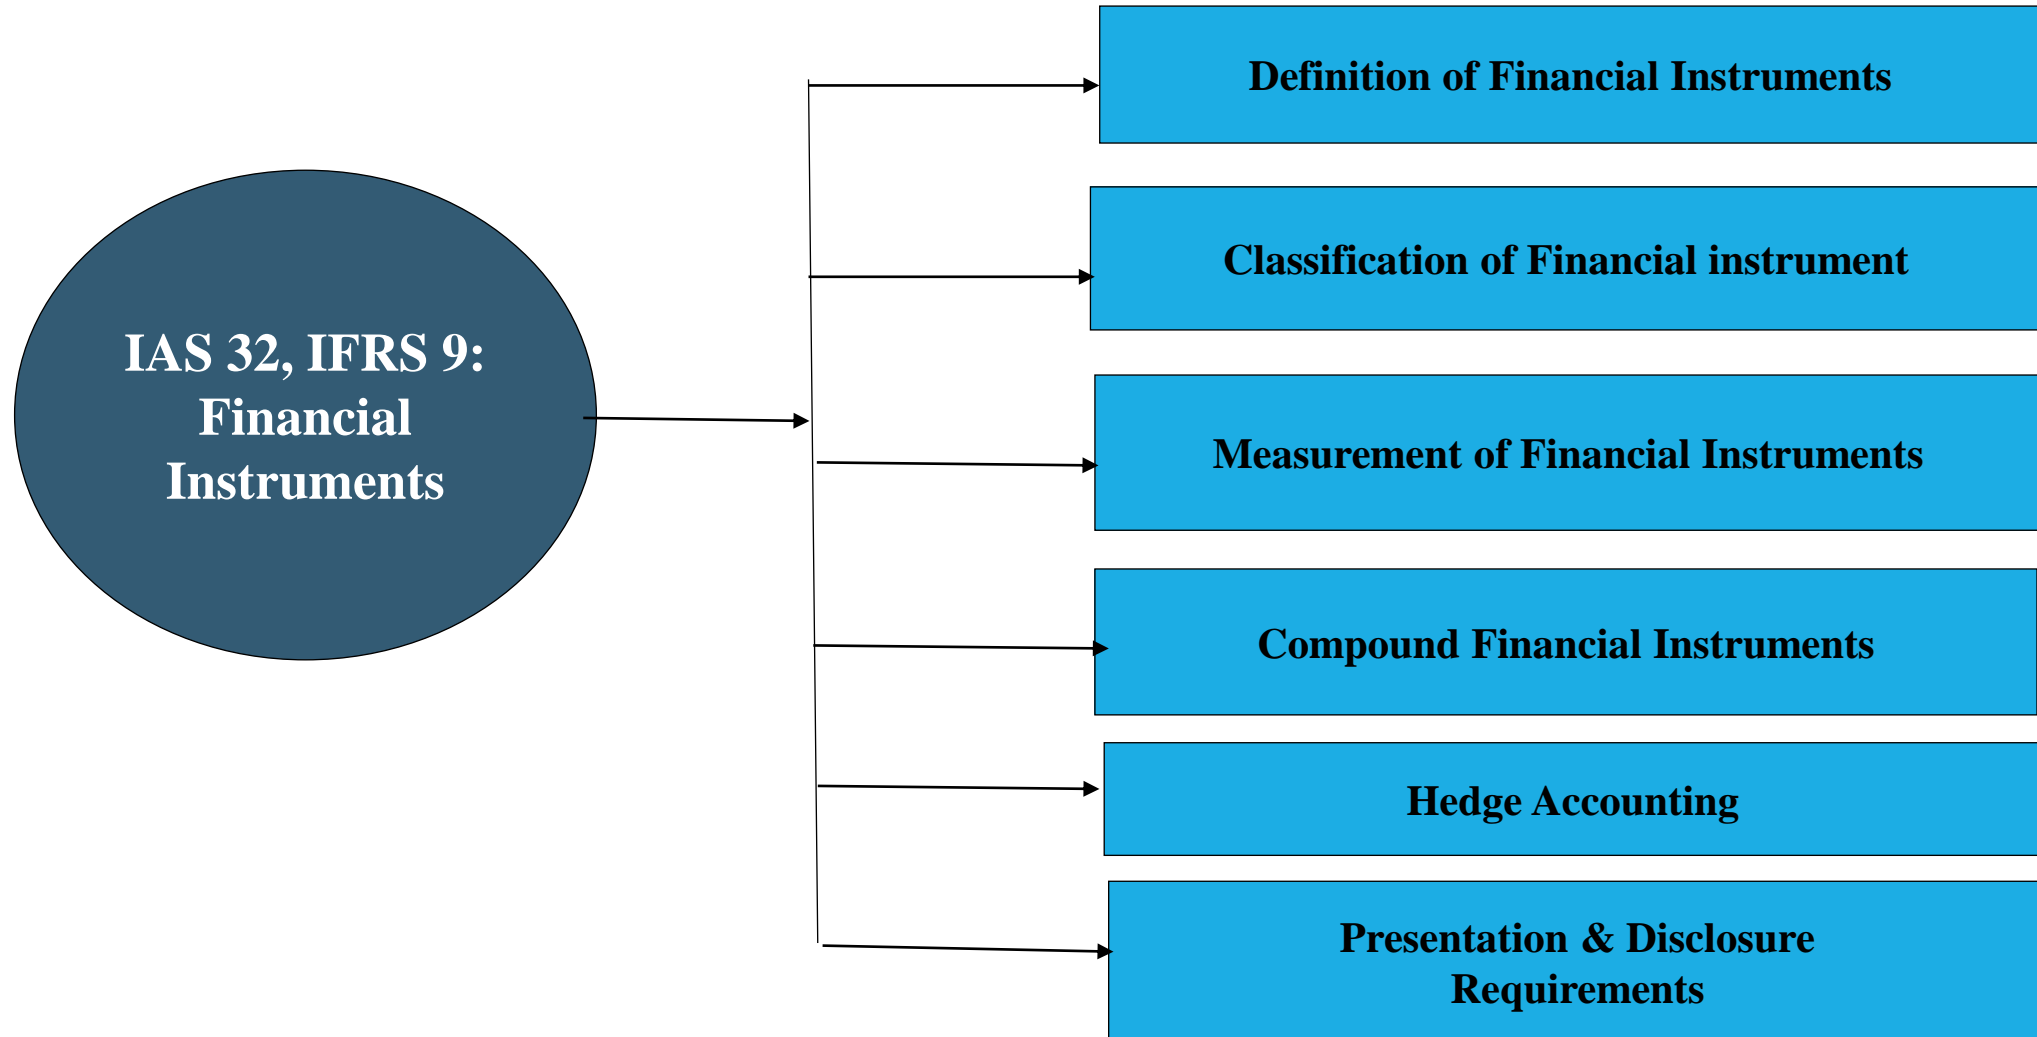 IAS 32, IFRS 9:
Financial
Instruments
Definition of Financial Instruments
Classification of Financial instrument
Measurement of Financial Instruments
Compound Financial Instruments
Hedge Accounting
Presentation & Disclosure
Requirements